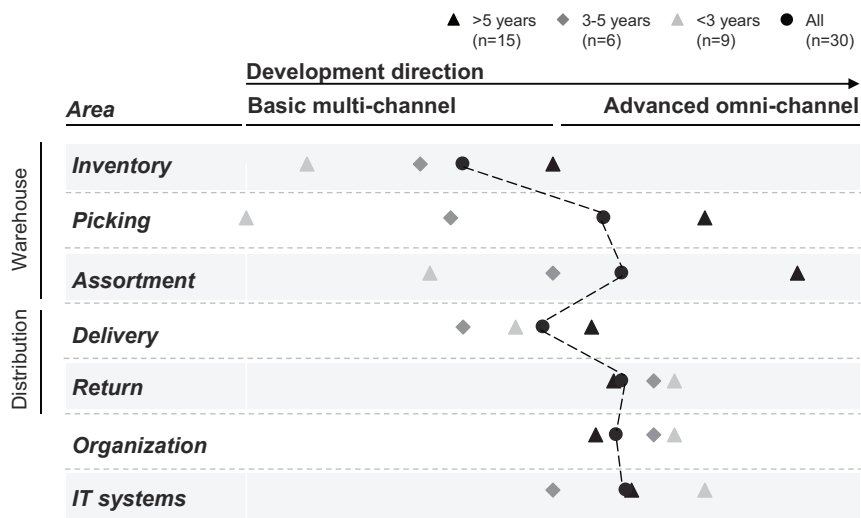 >5 years 3-5 years <3 years All
(n=15) (n=6) (n=9) (n=30)
Development direction
Area Basic multi-channel Advanced omni-channel
Warehouse
Inventory
Picking
Assortment
Distribution
Delivery
Return
Organization
IT systems